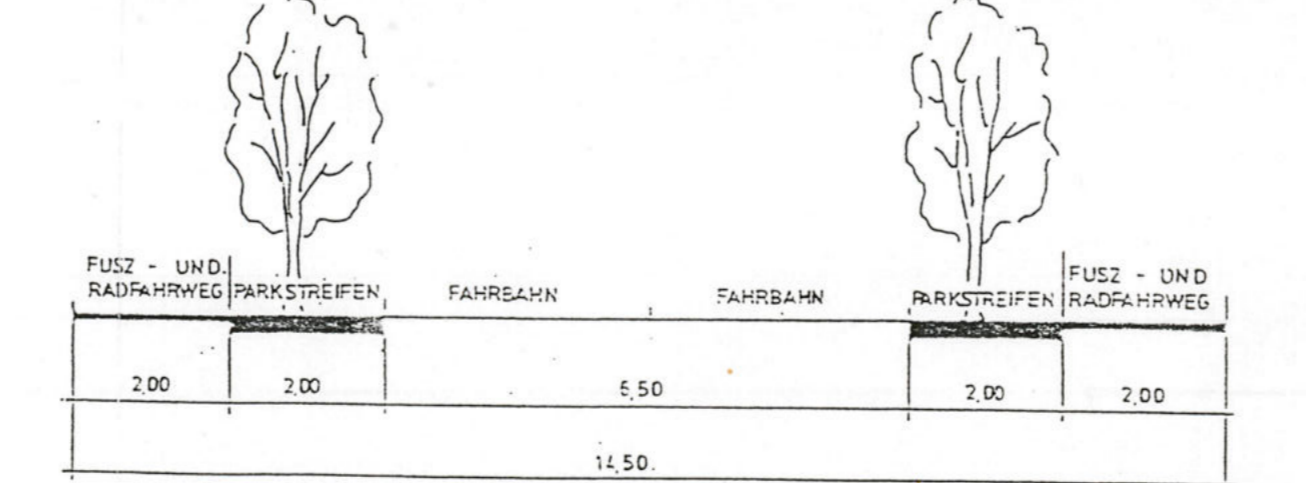 FUSZ - UND.
RADFAHRWEG
PARKSTREIFEN
FAHRBAHN
FAHRBAHN
PARKSTREIFEN
FUSZ - UND
RADFAHRWEG
2,00
2,00
6,50
2,00
2,00
14,50.